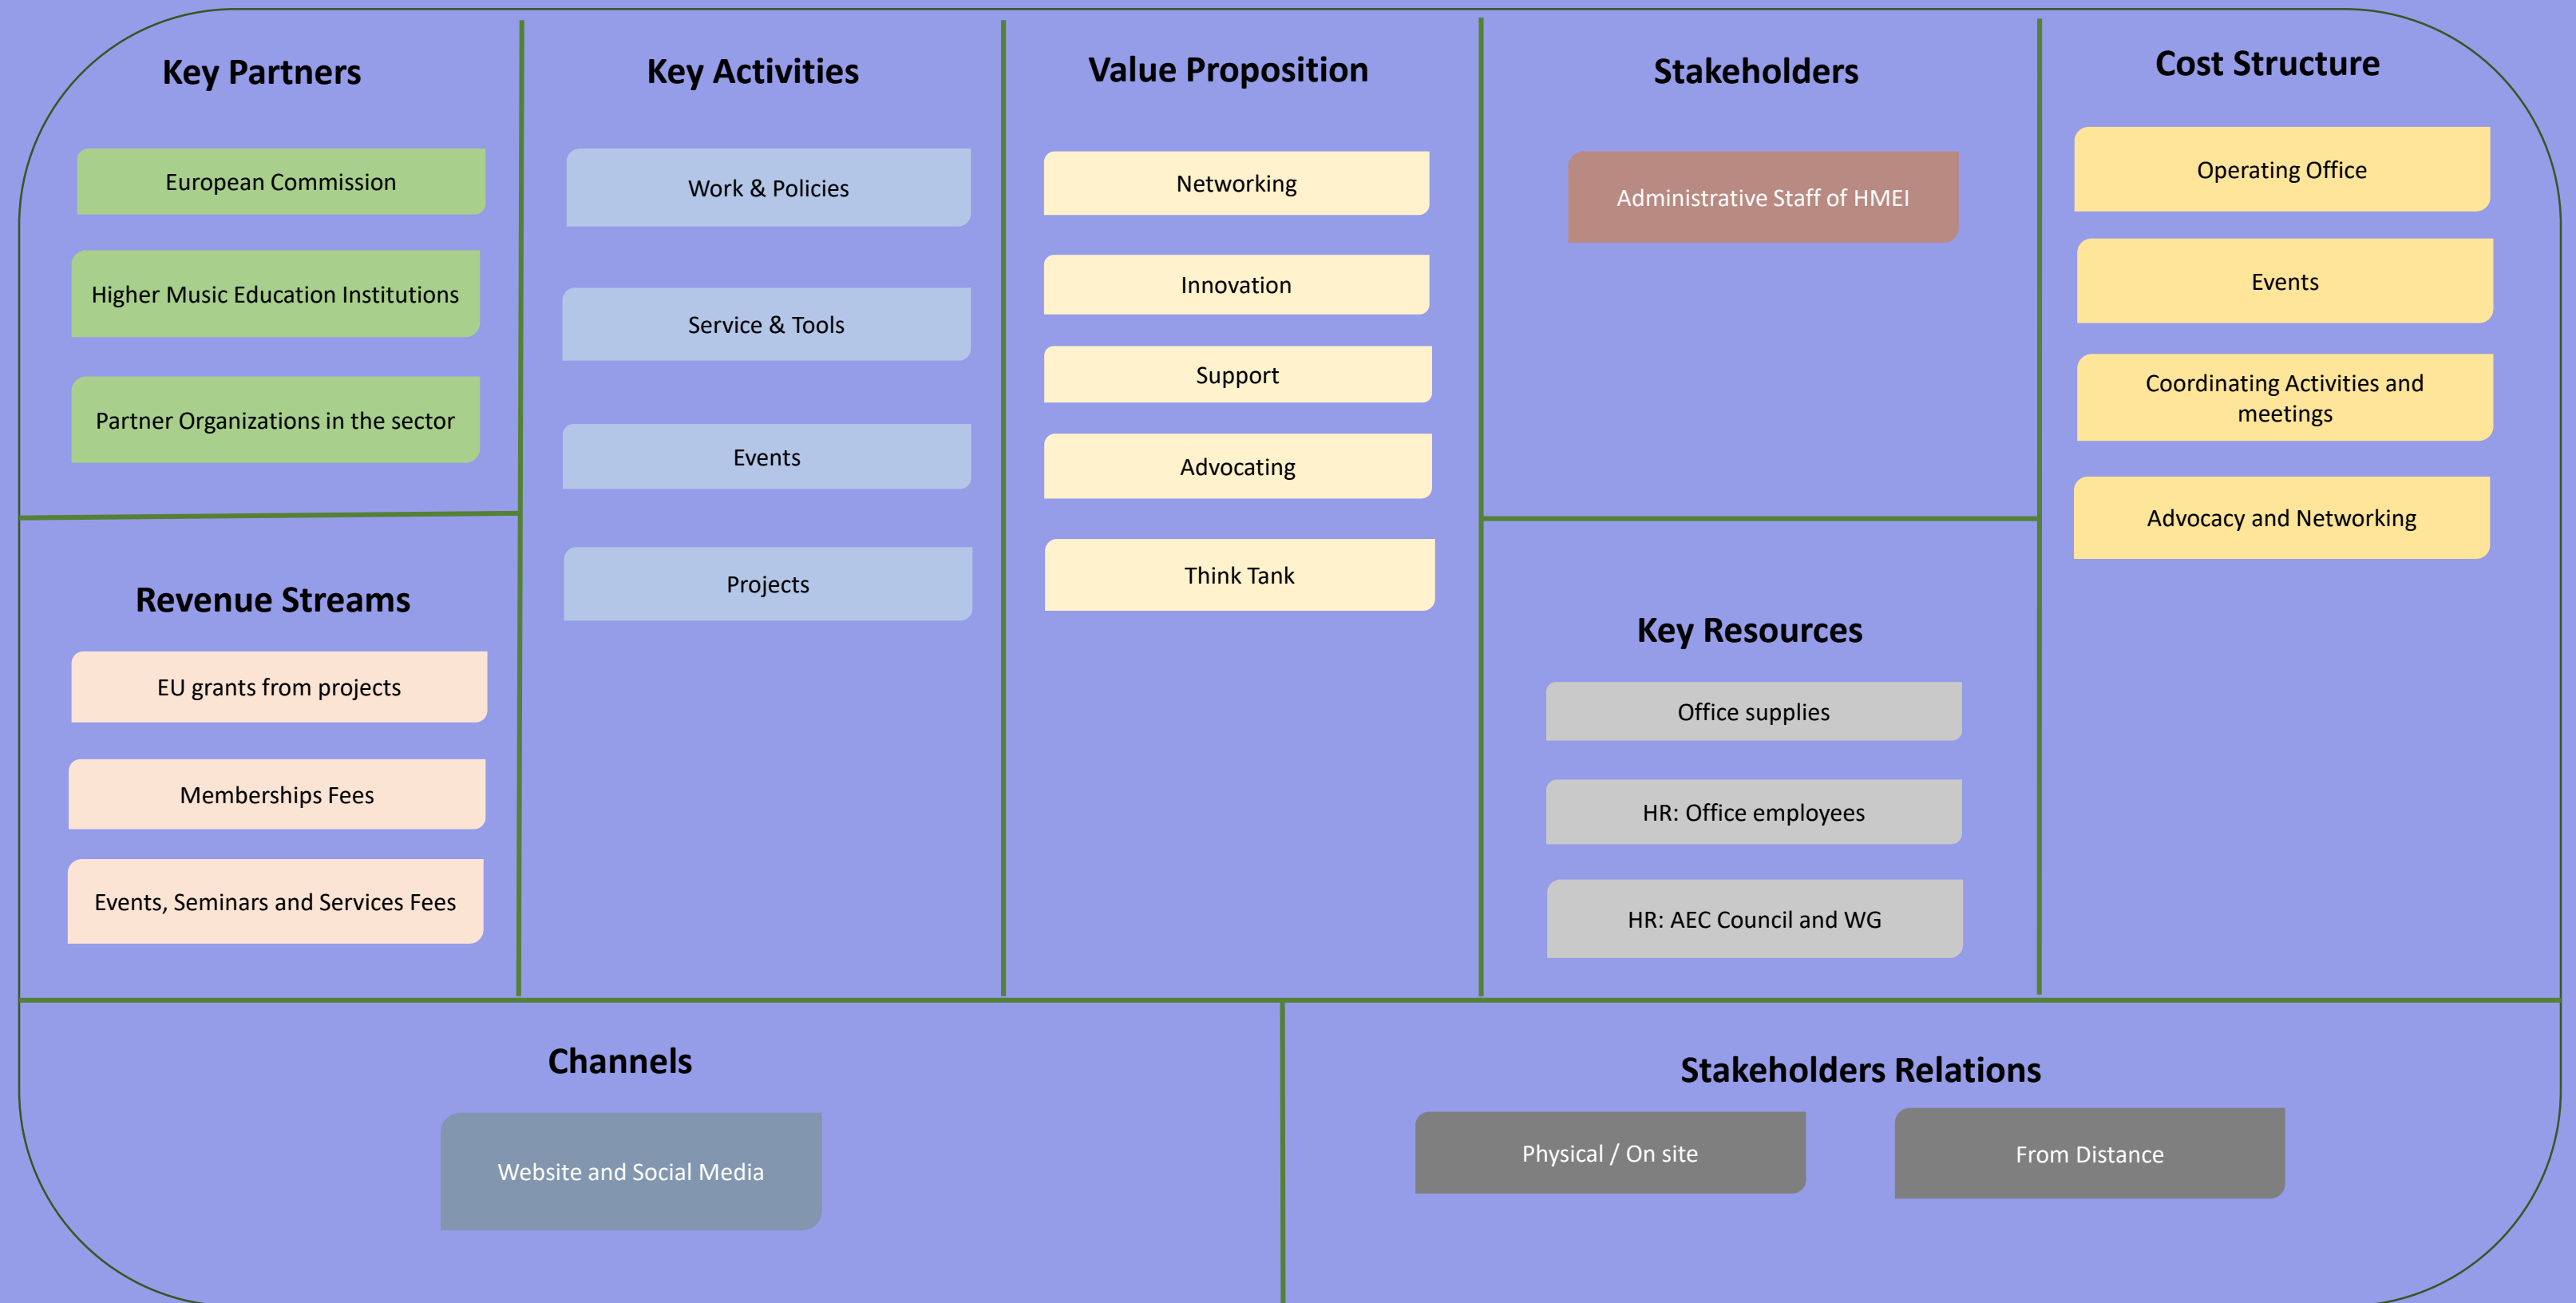 Key Partners
European Commission
Higher Music Education Institutions
Partner Organizations in the sector
Revenue Streams
EU grants from projects
Memberships Fees
Events, Seminars and Services Fees
Key Activities
Work & Policies
Service & Tools
Events
Projects
Value Proposition
Networking
Innovation
Support
Advocating
Think Tank
Stakeholders
Administrative Staff of HMEI
Key Resources
Office supplies
HR: Office employees
HR: AEC Council and WG
Cost Structure
Operating Office
Events
Coordinating Activities and
meetings
Advocacy and Networking
Channels
Website and Social Media
Stakeholders Relations
Physical / On site
From Distance